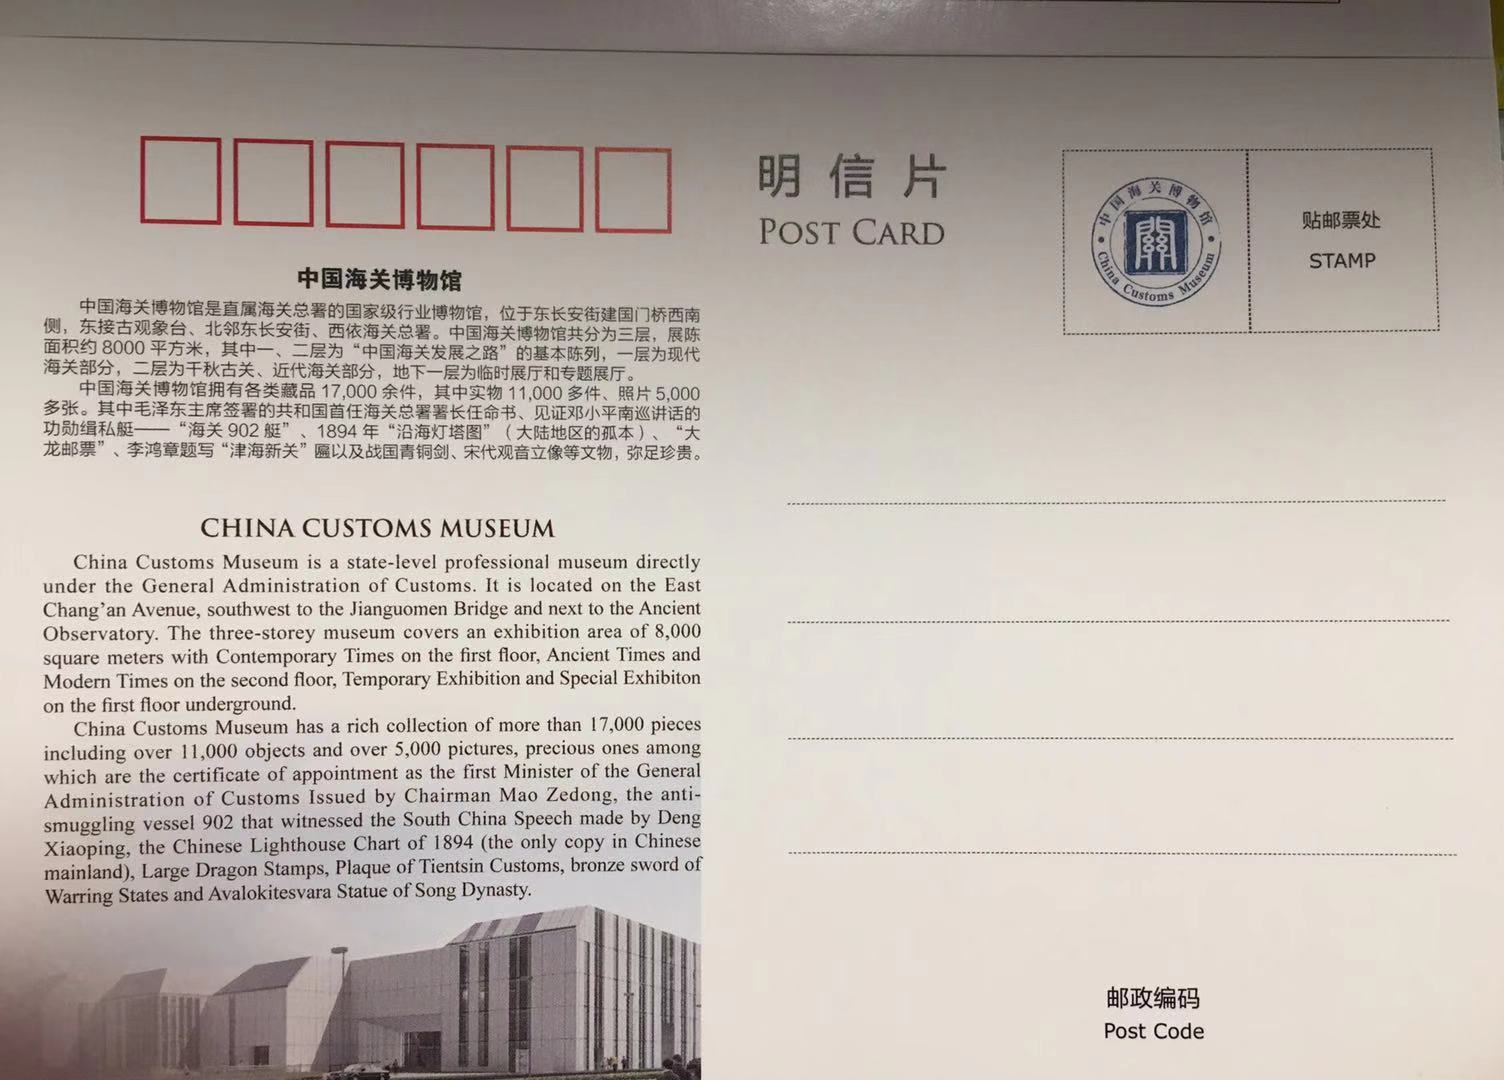 明信片
POST CARD
中国海关博物馆
關
China Customs Museum
贴邮票处
STAMP
中国海关博物馆
中国海关博物馆是直属海关总署的国家级行业博物馆，位于东长安街建国门桥西南
侧，东接古观象台、北邻东长安街、西依海关总署。中国海关博物馆共分为三层，展陈
面积约 8000 平方米，其中一、二层为“中国海关发展之路”的基本陈列，一层为现代
海关部分，二层为千秋古关、近代海关部分，地下一层为临时展厅和专题展厅。
中国海关博物馆拥有各类藏品 17,000 余件，其中实物 11,000 多件、照片 5,000
多张。其中毛泽东主席签署的共和国首任海关总署署长任命书、见证邓小平南巡讲话的
功勋缉私艇——“海关 902 艇”、1894 年“沿海灯塔图”（大陆地区的孤本）、“大
龙邮票”、李鸿章题写“津海新关”匾以及战国青铜剑、宋代观音立像等文物，弥足珍贵。
CHINA CUSTOMS MUSEUM
China Customs Museum is a state-level professional museum directly
under the General Administration of Customs. It is located on the East
Chang'an Avenue, southwest to the Jianguomen Bridge and next to the Ancient
Observatory. The three-storey museum covers an exhibition area of 8,000
square meters with Contemporary Times on the first floor, Ancient Times and
Modern Times on the second floor, Temporary Exhibition and Special Exhibiton
on the first floor underground.
China Customs Museum has a rich collection of more than 17,000 pieces
including over 11,000 objects and over 5,000 pictures, precious ones among
which are the certificate of appointment as the first Minister of the General
Administration of Customs Issued by Chairman Mao Zedong, the anti-
smuggling vessel 902 that witnessed the South China Speech made by Deng
Xiaoping, the Chinese Lighthouse Chart of 1894 (the only copy in Chinese
mainland), Large Dragon Stamps, Plaque of Tientsin Customs, bronze sword of
Warring States and Avalokitesvara Statue of Song Dynasty.
邮政编码
Post Code